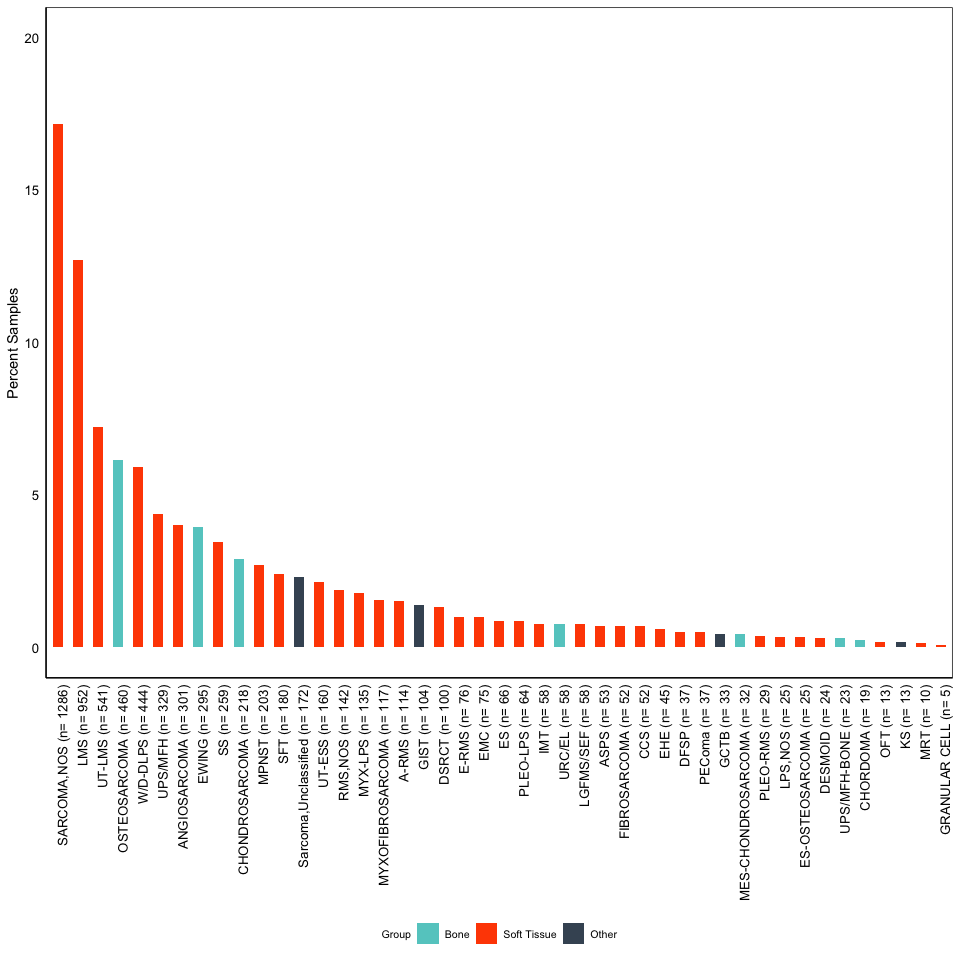 Percent Samples
20
15
10
5
0
SARCOMA,NOS (n= 1286)
LMS (n= 952)
UT-LMS (n= 541)
OSTEOSARCOMA (n= 460)
W/D-DLPS (n= 444)
UPS/MFH (n= 329)
ANGIOSARCOMA (n= 301)
EWING (n= 295)
SS (n= 259)
CHONDROSARCOMA (n= 218)
MPNST (n= 203)
SFT (n= 180)
Sarcoma,Unclassified (n= 172)
UT-ESS (n= 160)
RMS,NOS (n= 142)
MYX-LPS (n= 135)
MYXOFIBROSARCOMA (n= 117)
A-RMS (n= 114)
GIST (n= 104)
DSRCT (n= 100)
E-RMS (n= 76)
EMC (n= 75)
ES (n= 66)
PLEO-LPS (n= 64)
IMT (n= 58)
URC/EL (n= 58)
LGFMS/SEF (n= 58)
ASPS (n= 53)
FIBROSARCOMA (n= 52)
CCS (n= 52)
EHE (n= 45)
DFSP (n= 37)
PEComa (n= 37)
GCTB (n= 33)
MES-CHONDROSARCOMA (n= 32)
PLEO-RMS (n= 29)
LPS,NOS (n= 25)
ES-OSTEOSARCOMA (n= 25)
DESMOID (n= 24)
UPS/MFH-BONE (n= 23)
CHORDOMA (n= 19)
OFT (n= 13)
KS (n= 13)
MRT (n= 10)
GRANULAR CELL (n= 5)
Group Bone Soft Tissue Other